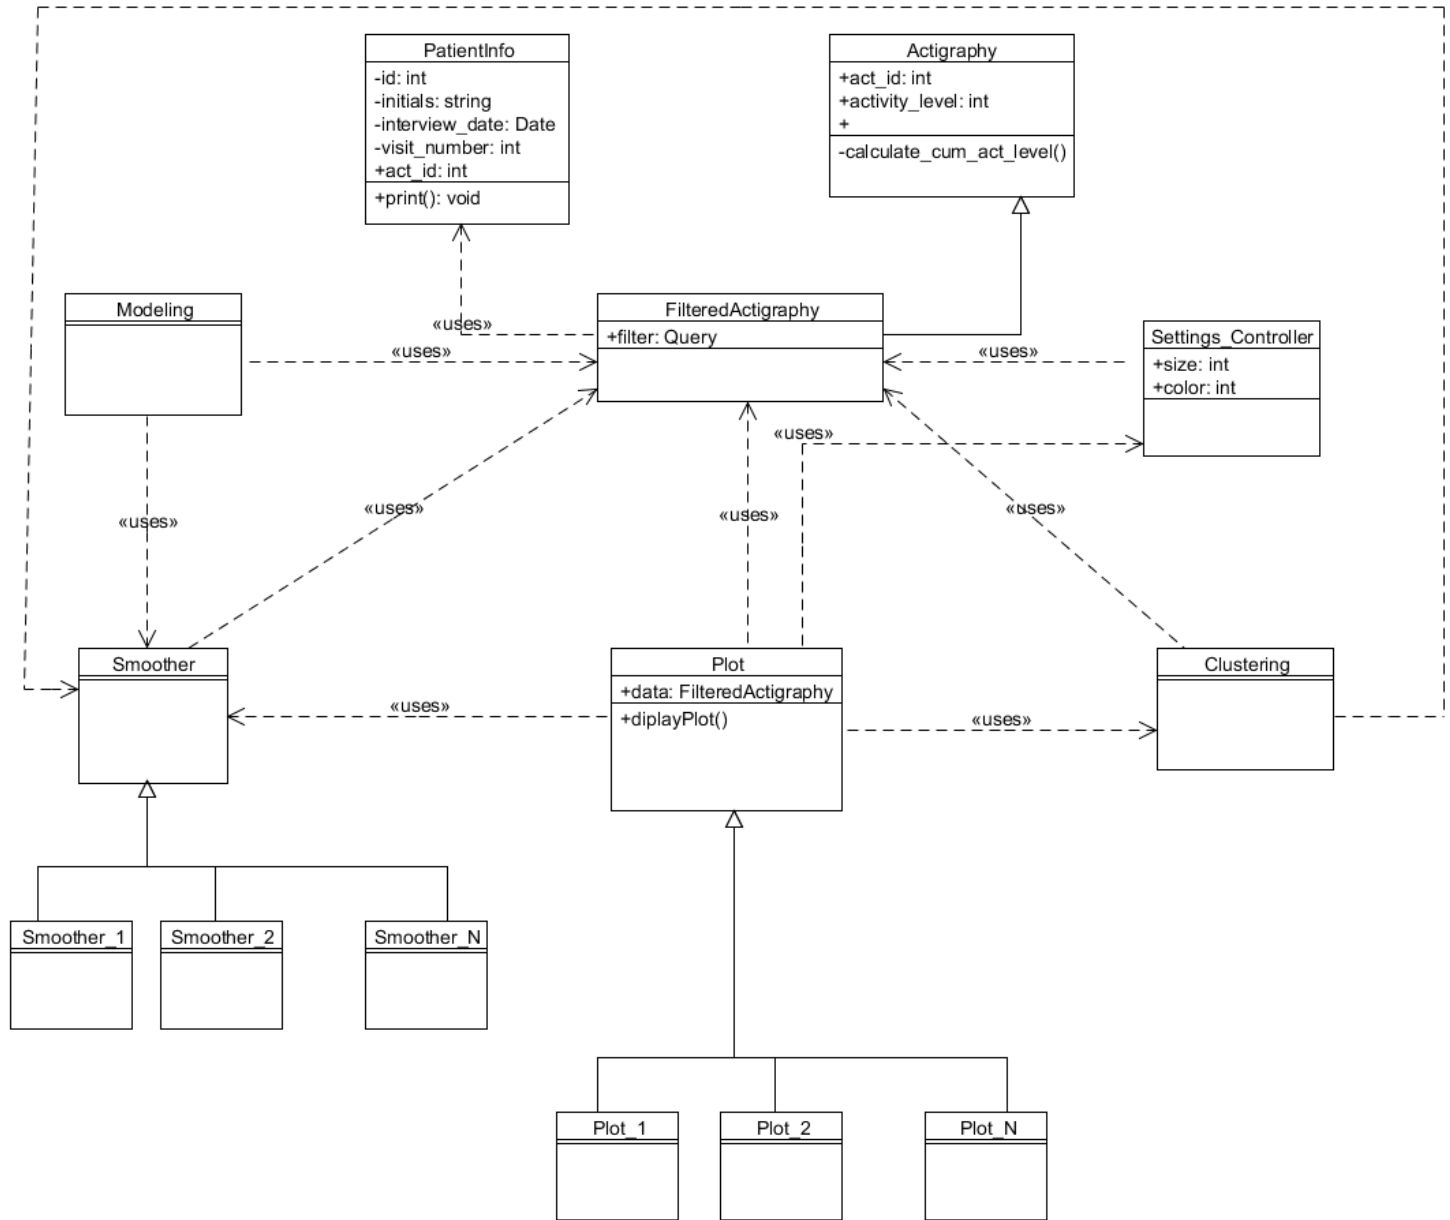 PatientInfo
-id: int
-initials: string
-interview_date: Date
-visit_number: int
+act_id: int
+print(): void
Actigraphy
+act_id: int
+activity_level: int
+
-calculate_cum_act_level()
Modeling
«uses»
FilteredActigraphy
+filter: Query
Settings_Controller
+size: int
+color: int
«uses»
«uses»
«uses»
«uses»
«uses»
«uses»
«uses»
«uses»
Smoother
Plot
+data: FilteredActigraphy
+diplayPlot()
Clustering
«uses»
«uses»
Smoother_1
Smoother_2
Smoother_N
Plot_1
Plot_2
Plot_N